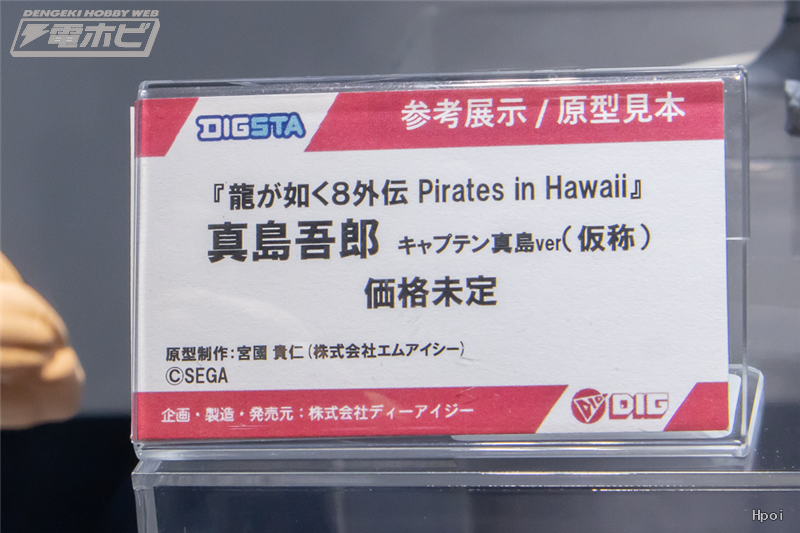 DENGEKI HOBBY WEB
電ホビ
DIGSTA
参考展示 / 原型見本
『龍が如く8外伝 Pirates in Hawaii』
真島吾郎 キャプテン真島ver(仮称)
価格未定
原型制作:宮園 貴仁(株式会社エムアイシー)
©SEGA
企画・製造・発売元:株式会社ディーアイジー
DIG DIG
Hpoi